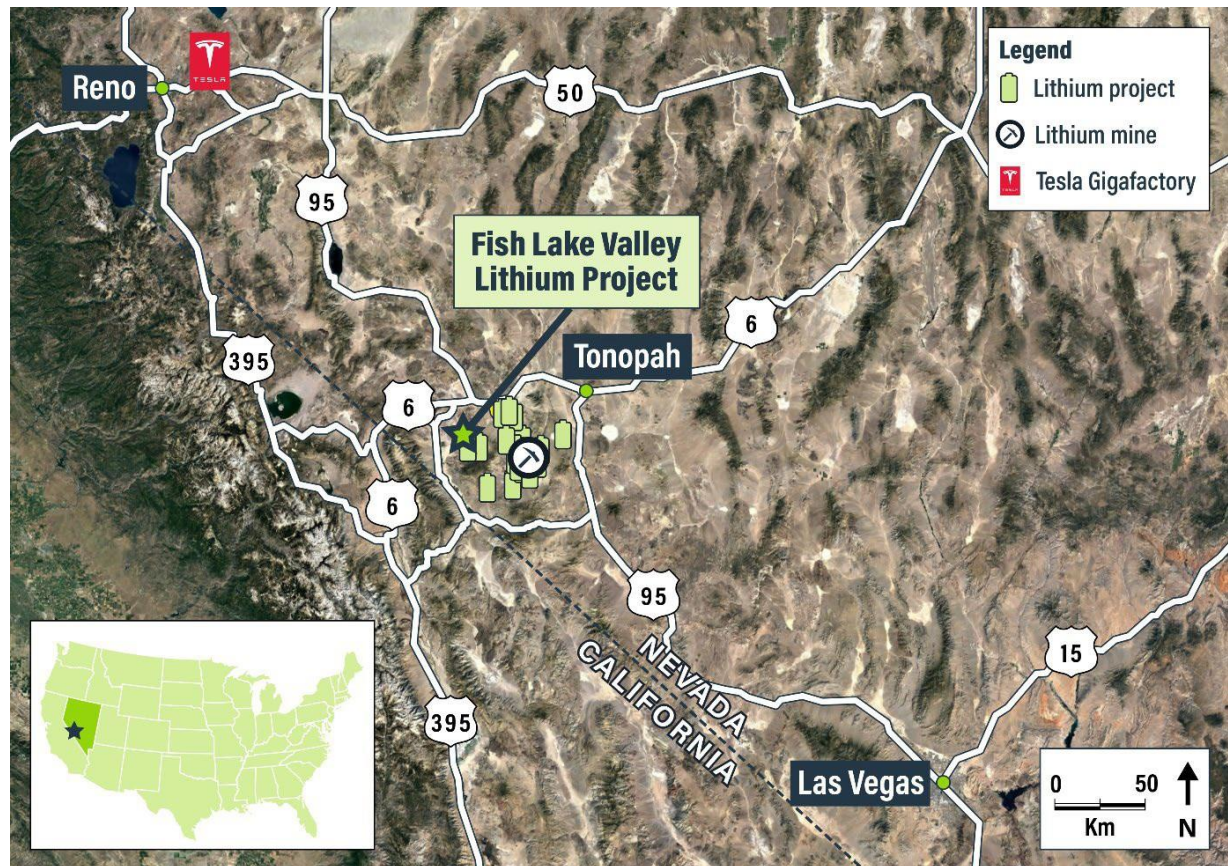 Reno
TESLA
50
95
Legend
Lithium project
Lithium mine
TESLA
Tesla Gigafactory
Fish Lake Valley
Lithium Project
395
6
Tonopah
6
6
95
NEVADA
CALIFORNIA
15
395
Las Vegas
0 50
Km
N